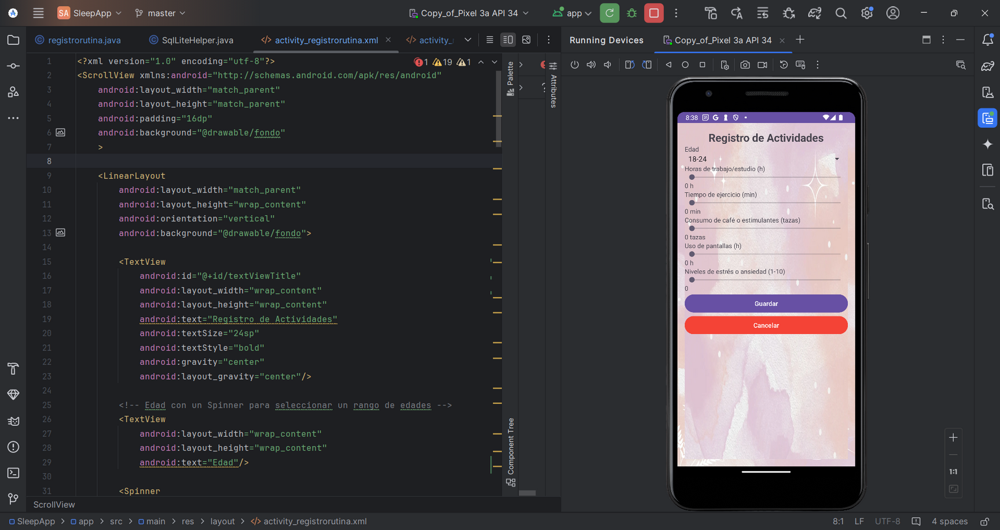 SA SleepApp master Copy_of_Pixel 3a API 34 app
registrorutina.java SqlLiteHelper.java activity_registrorutina.xml activity_
1 <?xml version="1.0" encoding="utf-8"?> 1 19 1
2 <ScrollView xmlns:android="http://schemas.android.com/apk/res/android"
3 android:layout_width="match_parent"
4 android:layout_height="match_parent"
5 android:padding="16dp"
6 android:background="@drawable/fondo"
7 >
8
9 <LinearLayout
10 android:layout_width="match_parent"
11 android:layout_height="wrap_content"
12 android:orientation="vertical"
13 android:background="@drawable/fondo">
14
15 <TextView
16 android:id="@+id/textViewTitle"
17 android:layout_width="wrap_content"
18 android:layout_height="wrap_content"
19 android:text="Registro de Actividades"
20 android:textSize="24sp"
21 android:textStyle="bold"
22 android:gravity="center"
23 android:layout_gravity="center"/>
24
25 <!-- Edad con un Spinner para seleccionar un rango de edades -->
26 <TextView
27 android:layout_width="wrap_content"
28 android:layout_height="wrap_content"
29 android:text="Edad"/>
30
31 <Spinner
Palette
Component Tree
Attributes
Running Devices Copy_of_Pixel 3a API 34
8:38
Registro de Actividades
Edad
18-24
Horas de trabajo/estudio (h)
0 h
Tiempo de ejercicio (min)
0 min
Consumo de café o estimulantes (tazas)
0 tazas
Uso de pantallas (h)
0 h
Niveles de estrés o ansiedad (1-10)
0
Guardar
Cancelar
1:1
ScrollView
SleepApp > app > src > main > res > layout > activity_registrorutina.xml 8:1 LF UTF-8 4 spaces